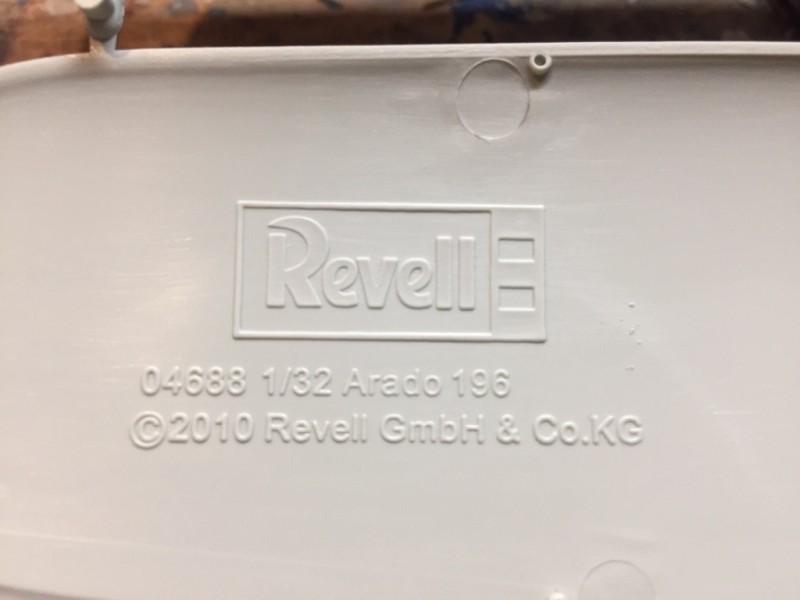 Revell
04688 1/32 Arado 196
©2010 Revell GmbH & Co.KG